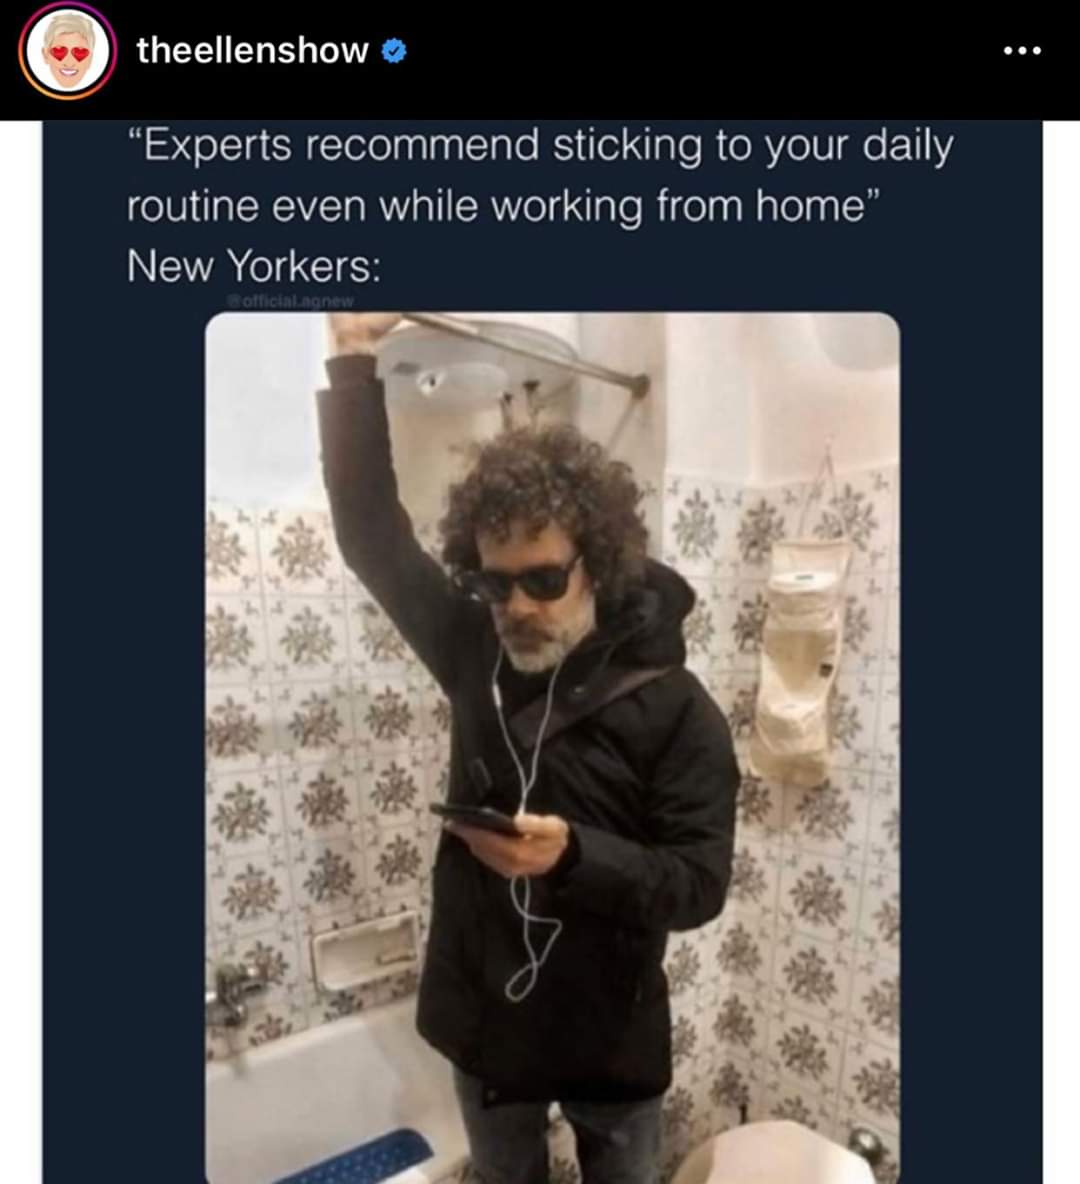 theellenshow
“Experts recommend sticking to your daily
routine even while working from home”
New Yorkers:
@official.agnew